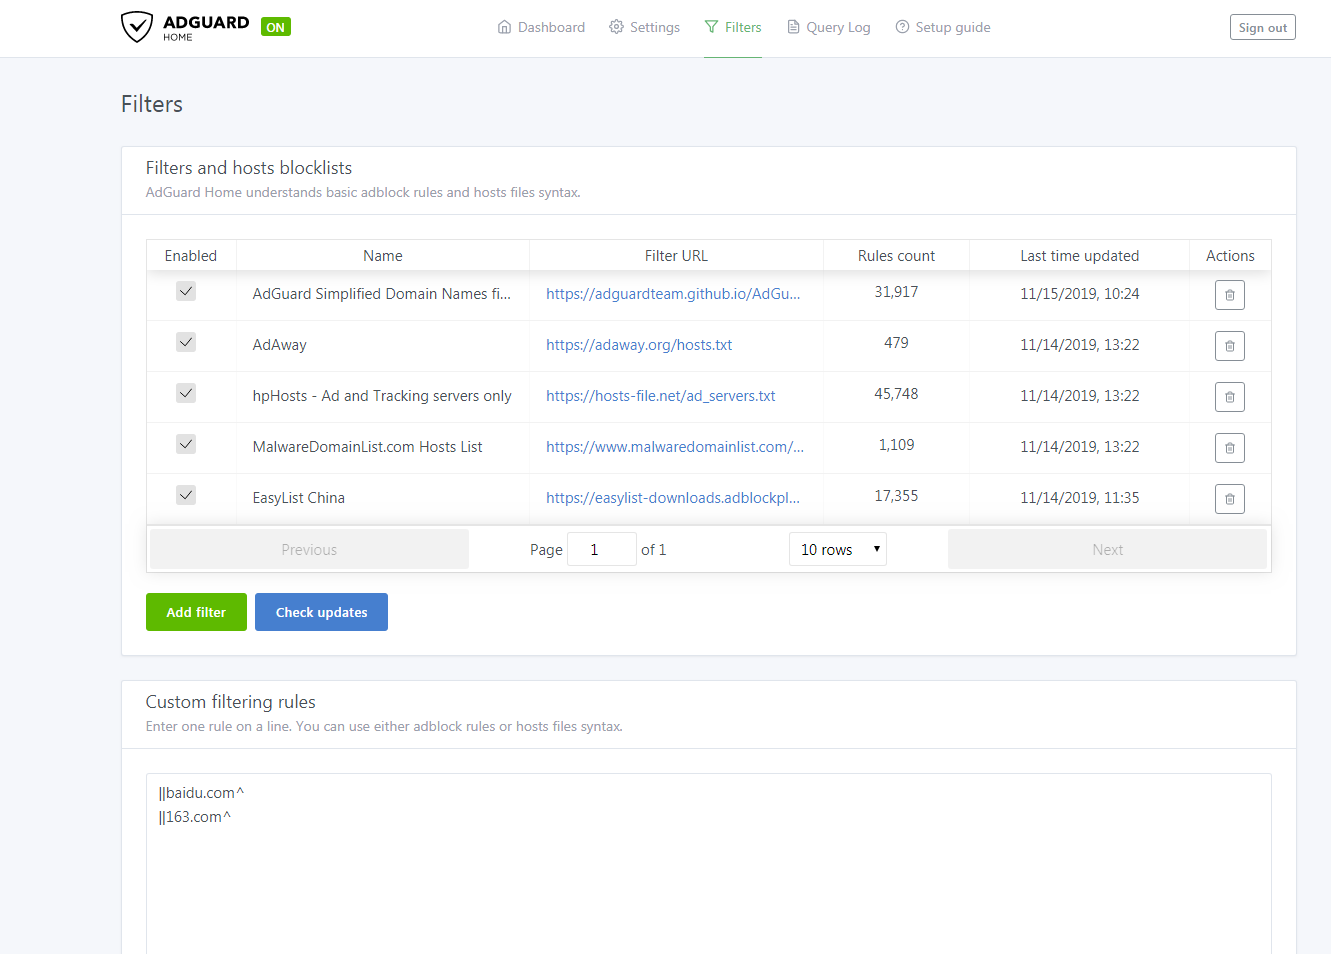 ADGUARD HOME ON Dashboard Settings Filters Query Log Setup guide Sign out
Filters
Filters and hosts blocklists
AdGuard Home understands basic adblock rules and hosts files syntax.
Enabled Name Filter URL Rules count Last time updated Actions
AdGuard Simplified Domain Names fi... https://adguardteam.github.io/AdGu... 31,917 11/15/2019, 10:24
AdAway https://adaway.org/hosts.txt 479 11/14/2019, 13:22
hpHosts - Ad and Tracking servers only https://hosts-file.net/ad_servers.txt 45,748 11/14/2019, 13:22
MalwareDomainList.com Hosts List https://www.malwaredomainlist.com/... 1,109 11/14/2019, 13:22
EasyList China https://easylist-downloads.adblockpl... 17,355 11/14/2019, 11:35
Previous Page 1 of 1 10 rows Next
Add filter Check updates
Custom filtering rules
Enter one rule on a line. You can use either adblock rules or hosts files syntax.
||baidu.com^
||163.com^